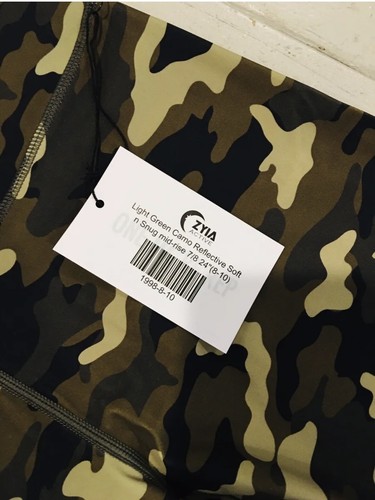 ZYIA
ACTIVE
Light Green Camo Reflective Soft
n Snug mid-rise 7/8 24"(8-10)
1998-8-10